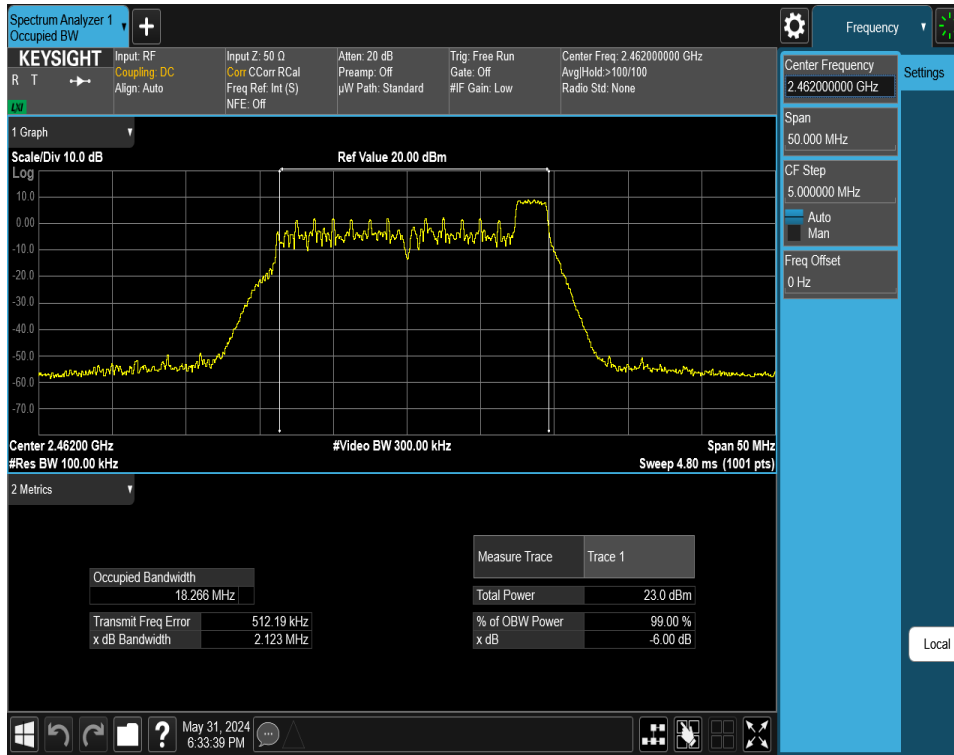 Spectrum Analyzer 1
Occupied BW
+
Frequency
KEYSIGHT
R T
LXI
Input: RF
Coupling: DC
Align: Auto
Input Z: 50 Ω
Corr CCorr RCal
Freq Ref: Int (S)
NFE: Off
Atten: 20 dB
Preamp: Off
µW Path: Standard
Trig: Free Run
Gate: Off
#IF Gain: Low
Center Freq: 2.462000000 GHz
Avg|Hold:>100/100
Radio Std: None
Center Frequency
2.462000000 GHz
Settings
Span
50.000 MHz
CF Step
5.000000 MHz
Auto
Man
Freq Offset
0 Hz
1 Graph
Scale/Div 10.0 dB
Ref Value 20.00 dBm
Log
10.0
0.00
-10.0
-20.0
-30.0
-40.0
-50.0
-60.0
-70.0
Center 2.46200 GHz
#Video BW 300.00 kHz
Span 50 MHz
#Res BW 100.00 kHz
Sweep 4.80 ms (1001 pts)
2 Metrics
Measure Trace Trace 1
Occupied Bandwidth
18.266 MHz
Total Power 23.0 dBm
Transmit Freq Error 512.19 kHz
% of OBW Power 99.00 %
x dB Bandwidth 2.123 MHz
x dB -6.00 dB
Local
?
May 31, 2024
6:33:39 PM